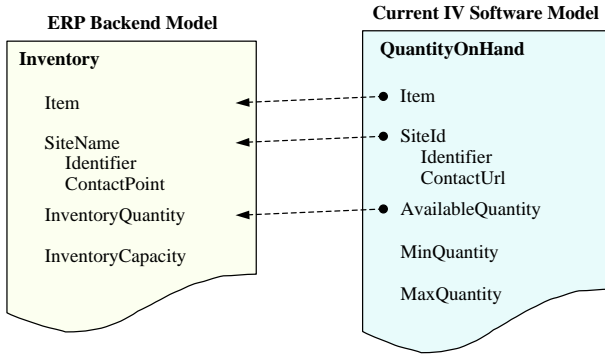 ERP Backend Model
Inventory
Item
SiteName
Identifier
ContactPoint
InventoryQuantity
InventoryCapacity
Current IV Software Model
QuantityOnHand
Item
SiteId
Identifier
ContactUrl
AvailableQuantity
MinQuantity
MaxQuantity